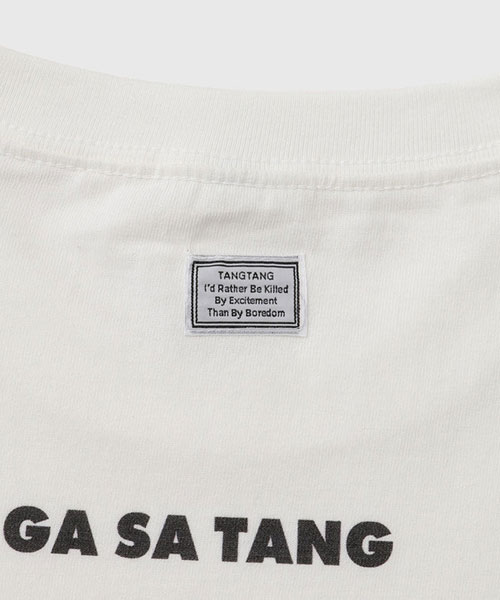 TANGTANG
I'd Rather Be Killed
By Excitement
Than By Boredom
GA SA TANG